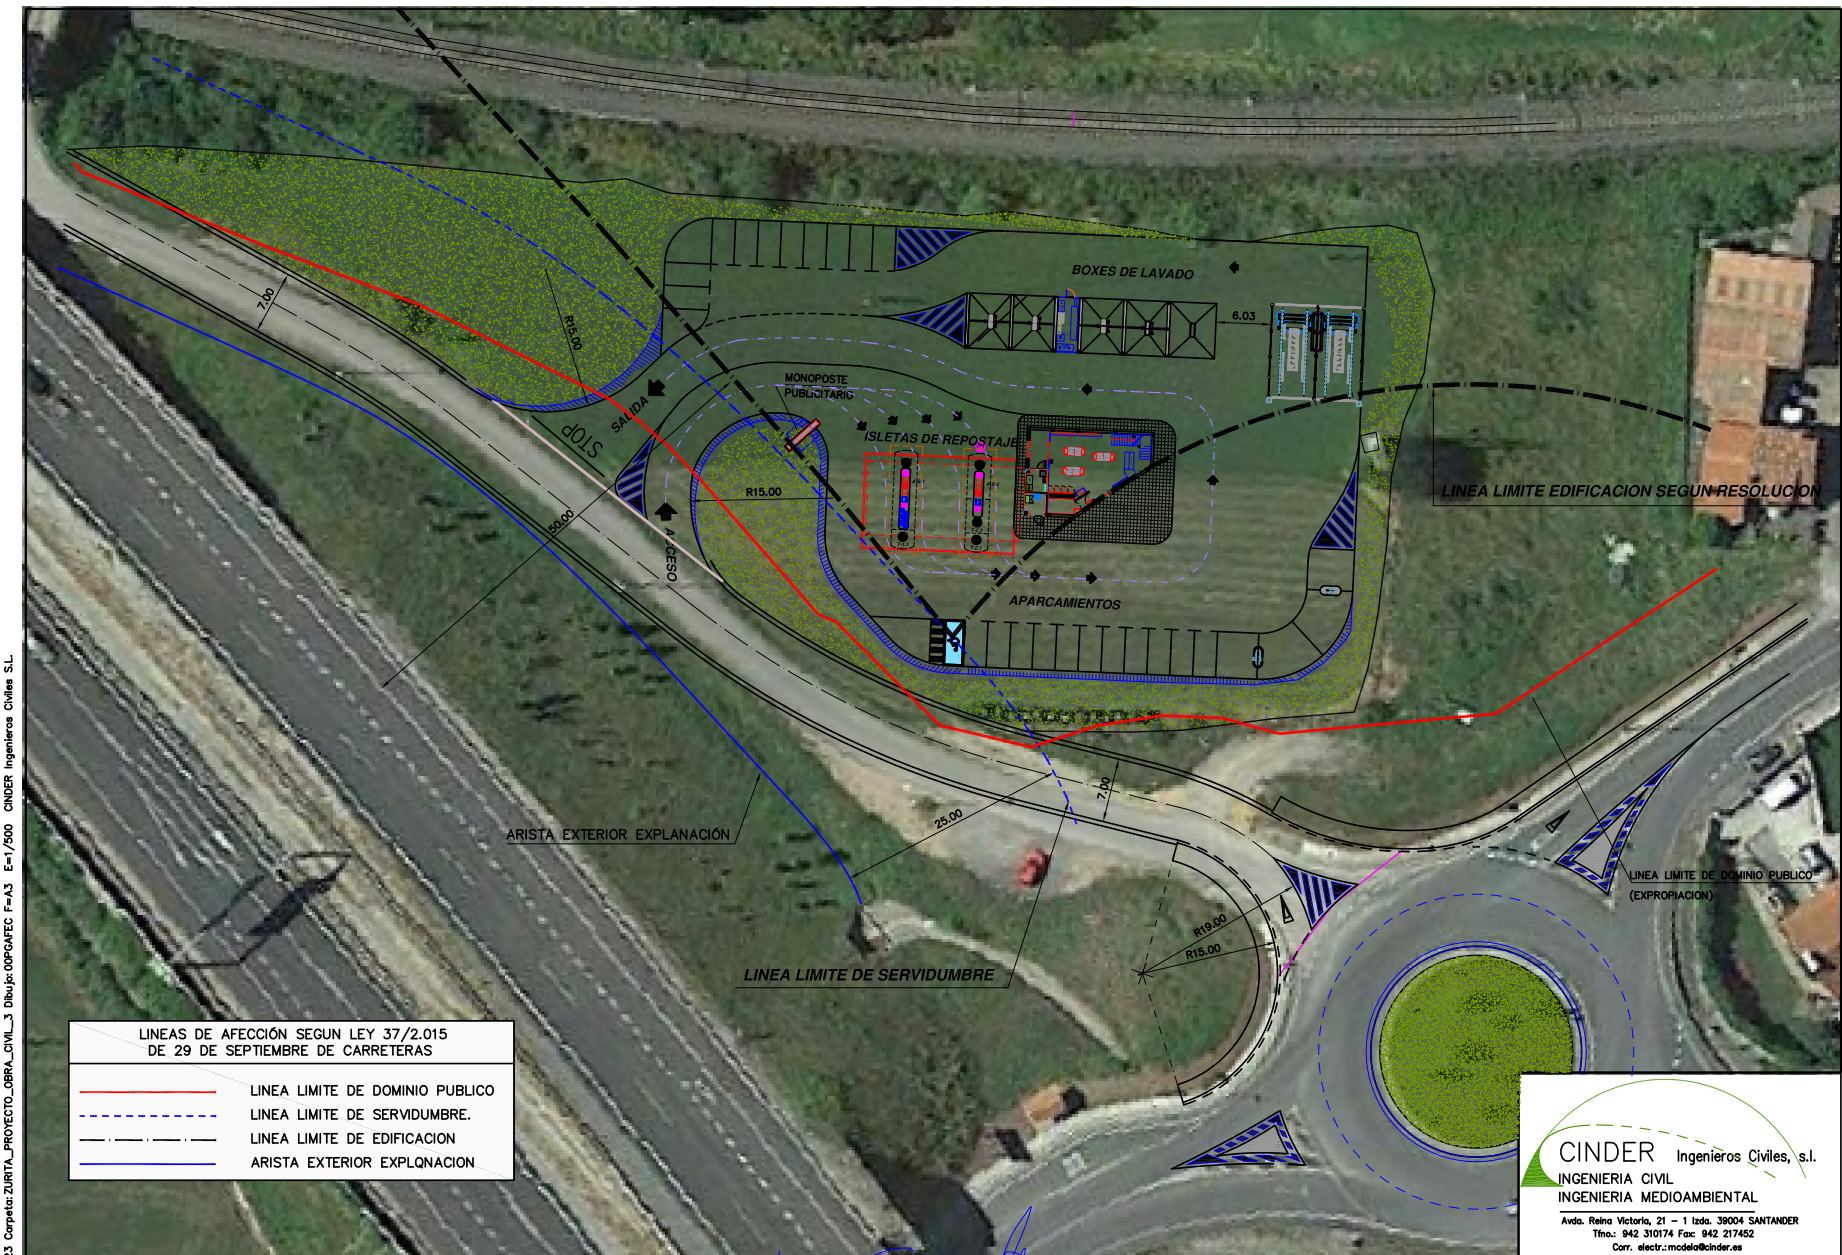 BOXES DE LAVADO
6.03
7.00
R15.00
MONOPOSTE
PUBLICITARIO
SALIDA
STOP
ISLETAS DE REPOSTAJE
R15.00
LINEA LIMITE EDIFICACION SEGUN RESOLUCION
50.00
ACCESO
APARCAMIENTOS
7.00
25.00
ARISTA EXTERIOR EXPLANACIÓN
LINEA LIMITE DE DOMINIO PUBLICO
(EXPROPIACION)
R19.00
R15.00
LINEA LIMITE DE SERVIDUMBRE
LINEAS DE AFECCIÓN SEGUN LEY 37/2.015
DE 29 DE SEPTIEMBRE DE CARRETERAS
LINEA LIMITE DE DOMINIO PUBLICO
LINEA LIMITE DE SERVIDUMBRE.
LINEA LIMITE DE EDIFICACION
ARISTA EXTERIOR EXPLQNACION
CINDER Ingenieros Civiles, s.l.
INGENIERIA CIVIL
INGENIERIA MEDIOAMBIENTAL
Avda. Reina Victoria, 21 - 1 Izda. 39004 SANTANDER
Tfno.: 942 310174 Fax: 942 217452
Corr. electr.:mcdela@cinder.es
23 Carpeta: ZURITA_PROYECTO_OBRA_CIVIL_3 Dibujo: 00PGAFEC F=A3 E=1/500 CINDER Ingenieros Civiles S.L.